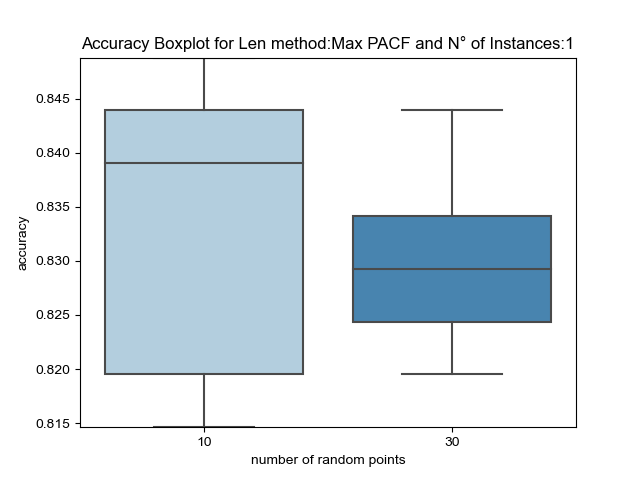 Accuracy Boxplot for Len method:Max PACF and N° of Instances:1
0.845
0.840
0.835
0.830
0.825
0.820
0.815
accuracy
10 30
number of random points